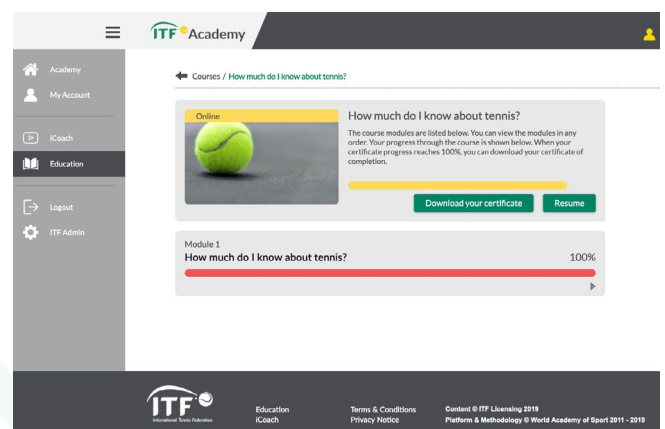 ITF Academy
Academy
My Account
iCoach
Education
Logout
ITF Admin
Courses / How much do I know about tennis?
Online
How much do I know about tennis?
The course modules are listed below. You can view the modules in any
order. Your progress through the course is shown below. When your
certificate progress reaches 100%, you can download your certificate of
completion.
Download your certificate
Resume
Module 1
How much do I know about tennis?
100%
ITF
International Tennis Federation
Education
iCoach
Terms & Conditions
Privacy Notice
Content © ITF Licensing 2019
Platform & Methodology © World Academy of Sport 2011 - 2019